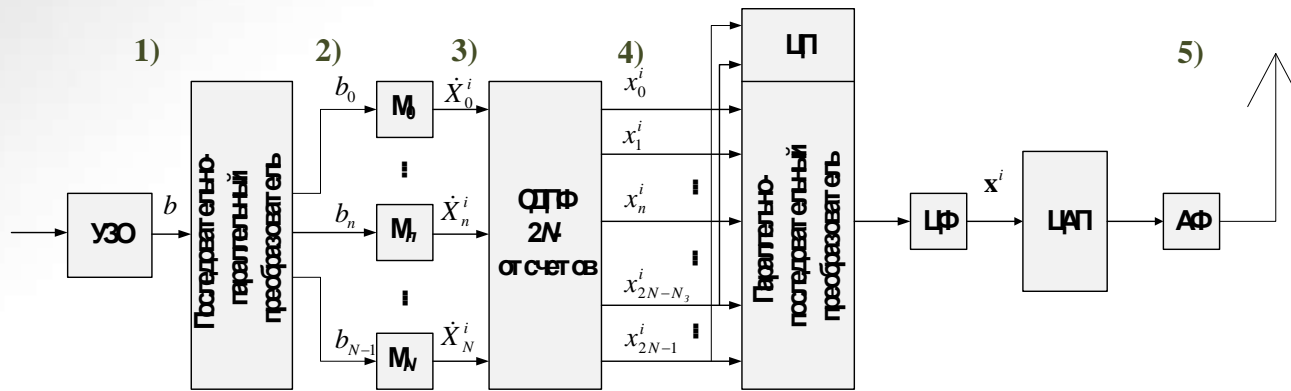 1)
2)
3)
4)
5)
УЗО
b
Последовательно-
параллельный
преобразователь
b_0
b_n
b_{N-1}
M_0
...
M_n
...
M_N
Ẋ_0^i
Ẋ_n^i
Ẋ_N^i
ОДПФ
2N-
отсчетов
x_0^i
x_1^i
...
x_n^i
...
x_{2N-N_3}^i
...
x_{2N-1}^i
ЦП
Параллельно-
последовательный
преобразователь
ЦФ
x^i
ЦАП
АФ